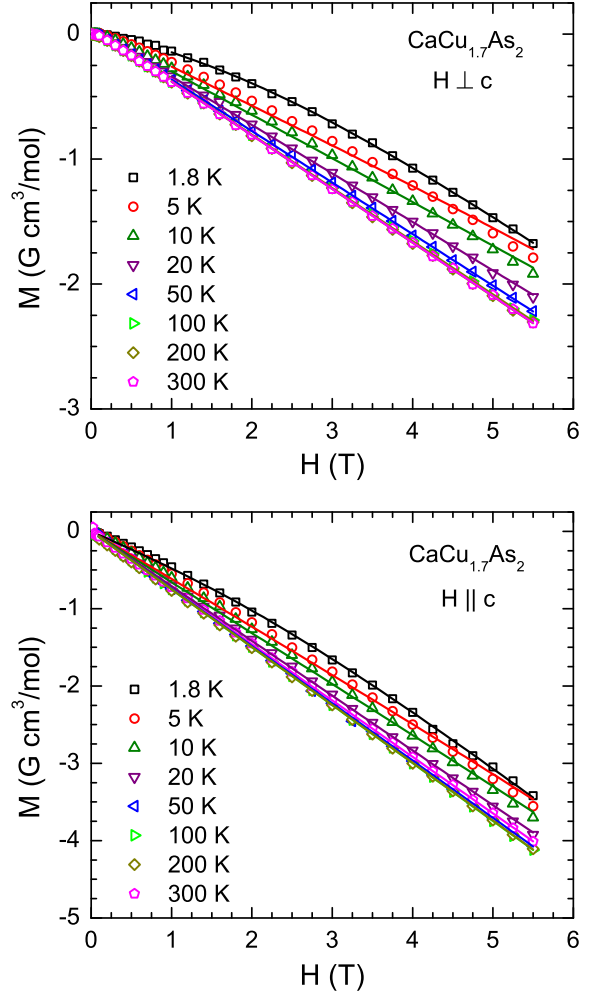 0
-1
-2
-3
M (G cm³/mol)
CaCu₁.₇As₂
H ⊥ c
1.8 K
5 K
10 K
20 K
50 K
100 K
200 K
300 K
0 1 2 3 4 5 6
H (T)
0
-1
-2
-3
-4
-5
M (G cm³/mol)
CaCu₁.₇As₂
H || c
1.8 K
5 K
10 K
20 K
50 K
100 K
200 K
300 K
0 1 2 3 4 5 6
H (T)